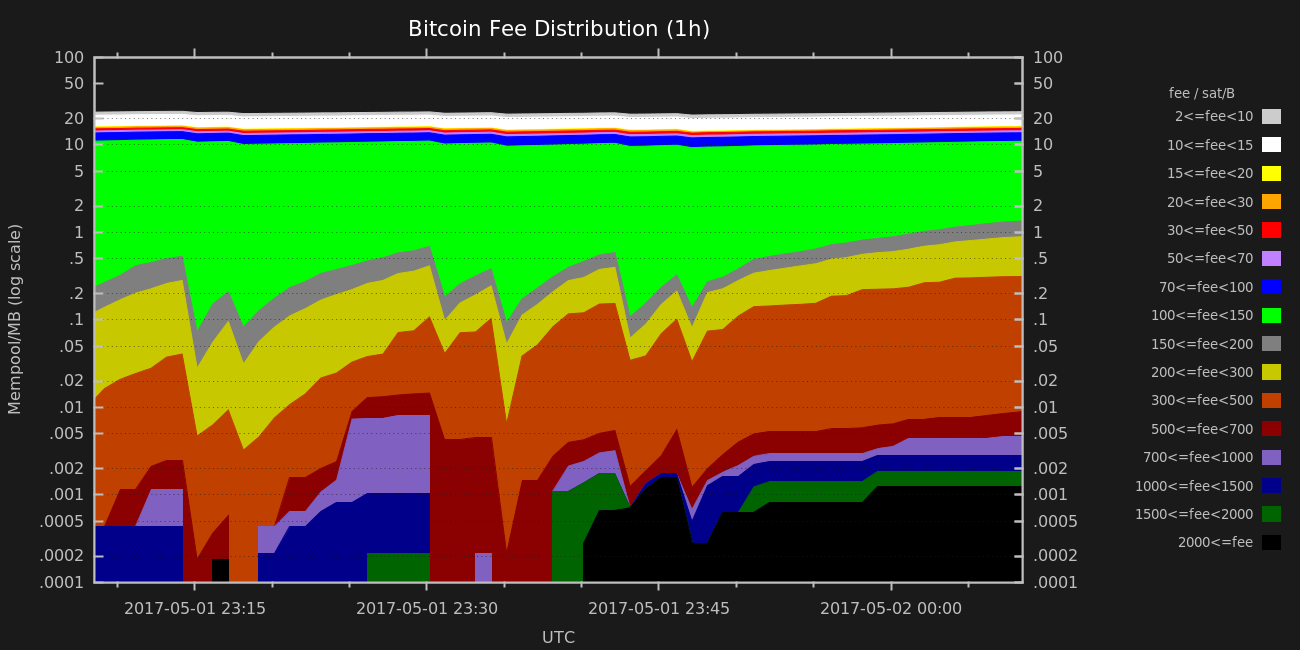 Bitcoin Fee Distribution (1h)
100
50
20
10
5
2
1
.5
.2
.1
.05
.02
.01
.005
.002
.001
.0005
.0002
.0001
Mempool/MB (log scale)
100
50
20
10
5
2
1
.5
.2
.1
.05
.02
.01
.005
.002
.001
.0005
.0002
.0001
2017-05-01 23:15
2017-05-01 23:30
2017-05-01 23:45
2017-05-02 00:00
UTC
fee / sat/B
2<=fee<10
10<=fee<15
15<=fee<20
20<=fee<30
30<=fee<50
50<=fee<70
70<=fee<100
100<=fee<150
150<=fee<200
200<=fee<300
300<=fee<500
500<=fee<700
700<=fee<1000
1000<=fee<1500
1500<=fee<2000
2000<=fee